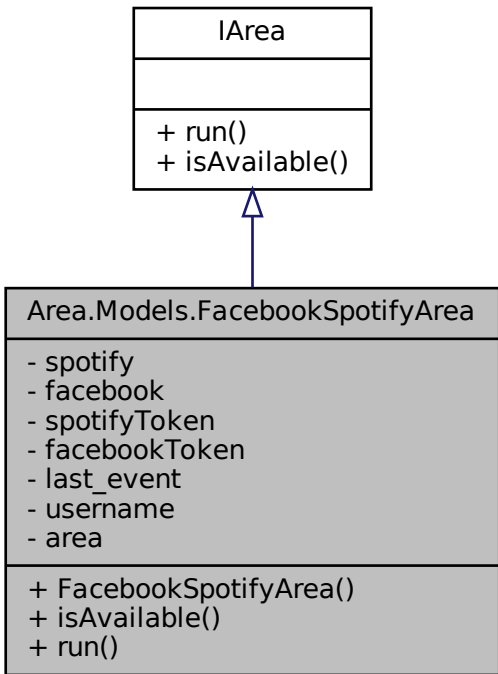 IArea
+ run()
+ isAvailable()
Area.Models.FacebookSpotifyArea
- spotify
- facebook
- spotifyToken
- facebookToken
- last_event
- username
- area
+ FacebookSpotifyArea()
+ isAvailable()
+ run()